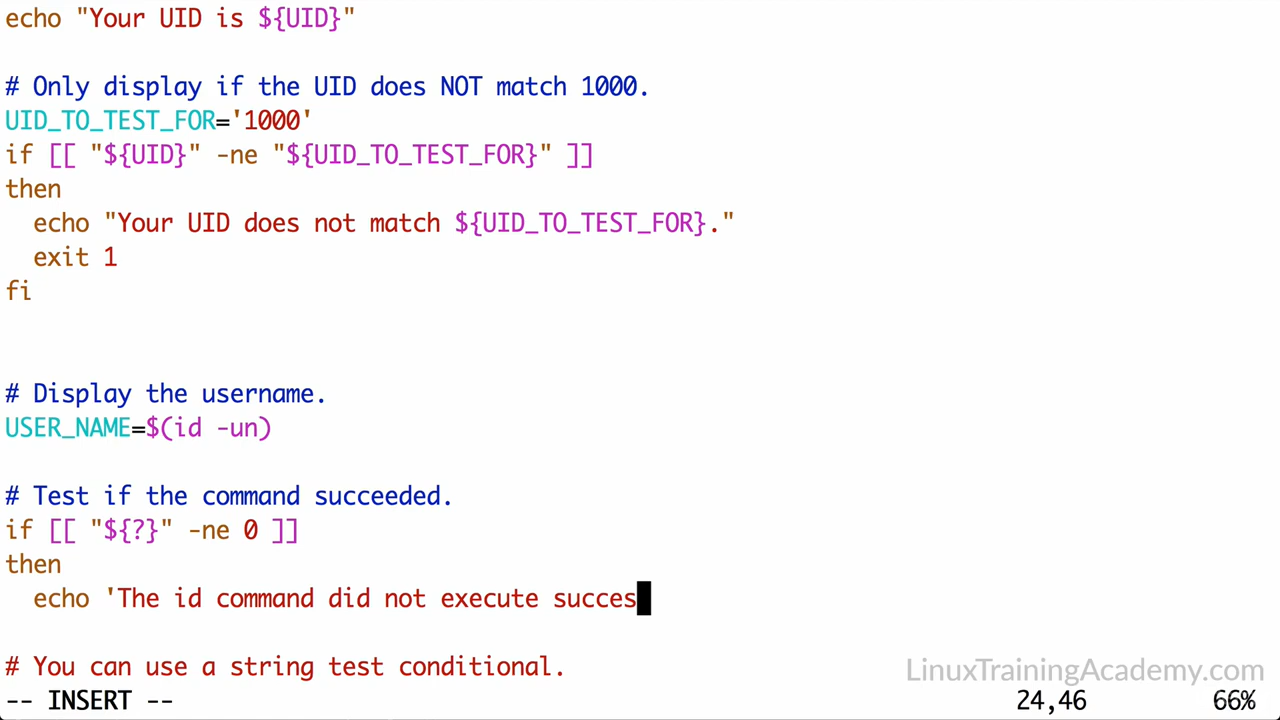 echo "Your UID is ${UID}"
# Only display if the UID does NOT match 1000.
UID_TO_TEST_FOR='1000'
if [[ "${UID}" -ne "${UID_TO_TEST_FOR}" ]]
then
  echo "Your UID does not match ${UID_TO_TEST_FOR}."
  exit 1
fi
# Display the username.
USER_NAME=$(id -un)
# Test if the command succeeded.
if [[ "${?}" -ne 0 ]]
then
  echo 'The id command did not execute succes
# You can use a string test conditional.
LinuxTrainingAcademy.com
-- INSERT -- 24,46 66%